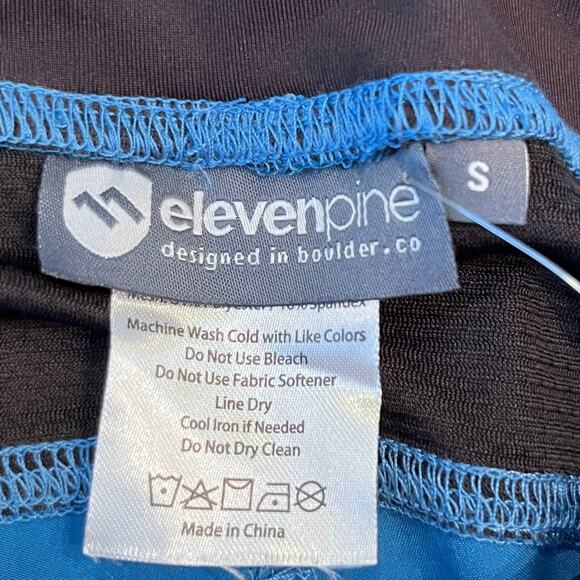 elevenpine
S
designed in boulder.co
Spandex
Machine Wash Cold with Like Colors
Do Not Use Bleach
Do Not Use Fabric Softener
Line Dry
Cool Iron if Needed
Do Not Dry Clean
Made in China